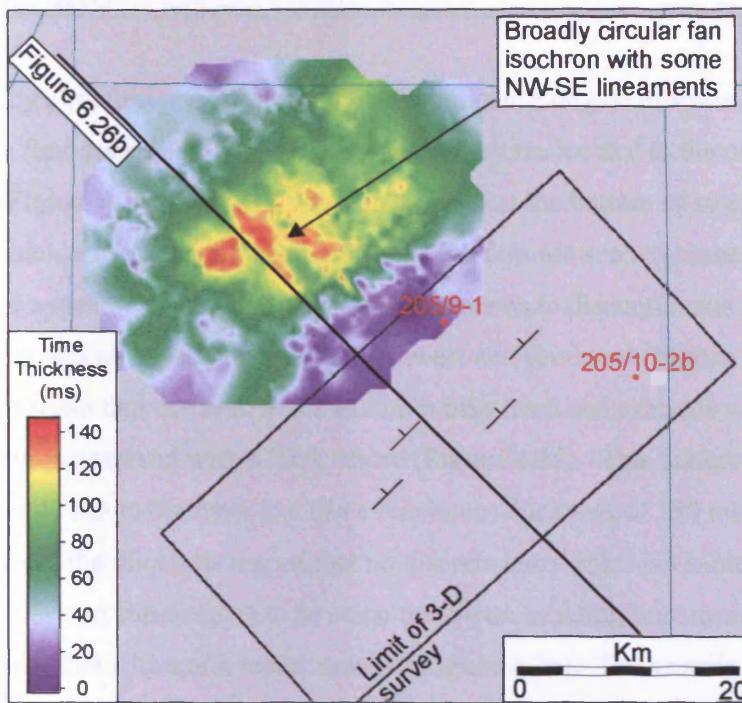 Figure 6.26b
Broadly circular fan
isochron with some
NW-SE lineaments
205/9-1
205/10-2b
Time
Thickness
(ms)
140
120
100
80
60
40
20
0
Limit of 3-D
survey
Km
0
20